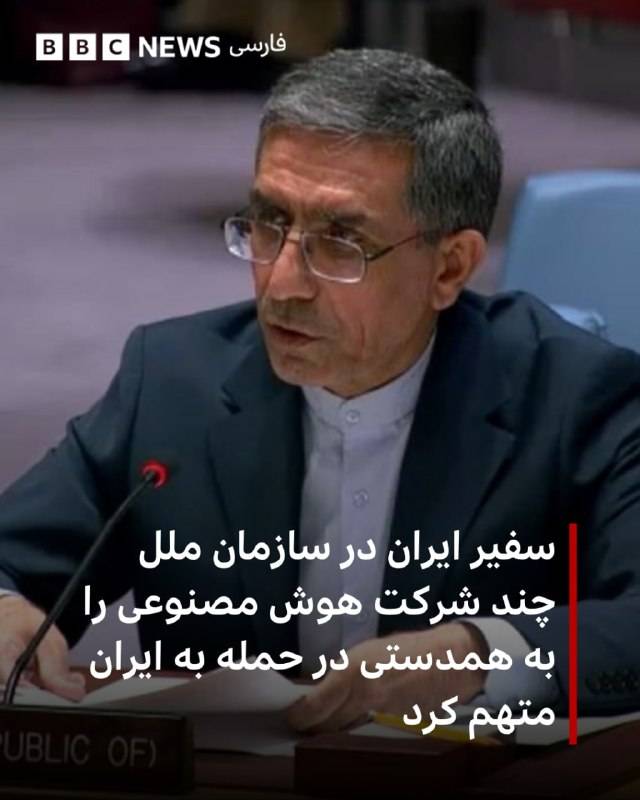 BBC NEWS فارسی
سفیر ایران در سازمان ملل
چند شرکت هوش مصنوعی را
به همدستی در حمله به ایران
متهم کرد
PUBLIC OF)